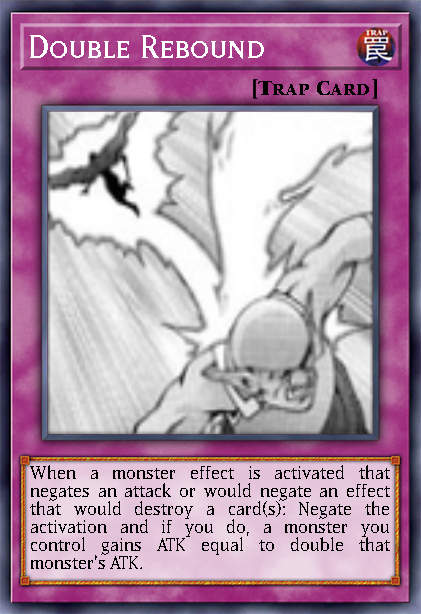 Double Rebound
TRAP
罠
[Trap Card]
When a monster effect is activated that
negates an attack or would negate an effect
that would destroy a card(s): Negate the
activation and if you do, a monster you
control gains ATK equal to double that
monster's ATK.